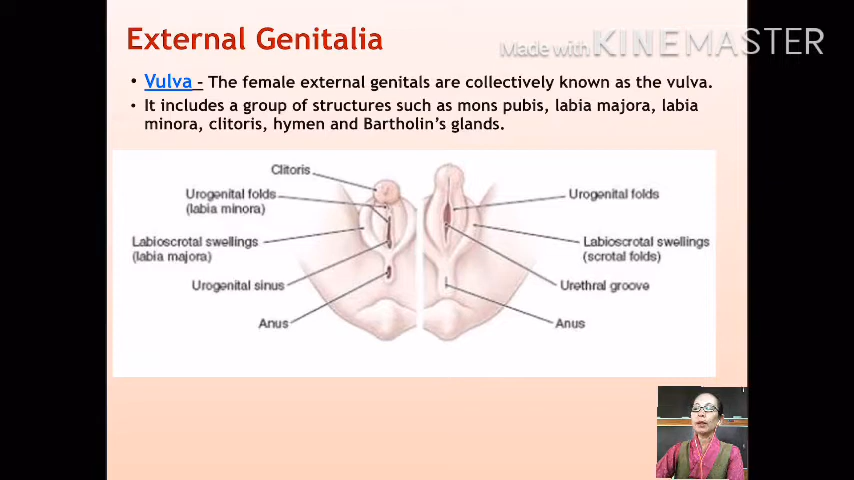 External Genitalia
Made with KINEMASTER
• Vulva - The female external genitals are collectively known as the vulva.
• It includes a group of structures such as mons pubis, labia majora, labia
minora, clitoris, hymen and Bartholin's glands.
Clitoris
Urogenital folds
(labia minora)
Labioscrotal swellings
(labia majora)
Urogenital sinus
Anus
Urogenital folds
Labioscrotal swellings
(scrotal folds)
Urethral groove
Anus